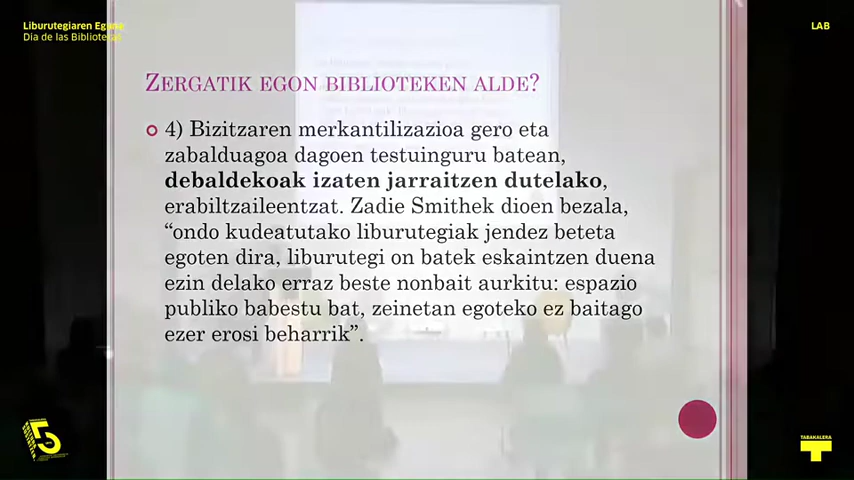 Liburutegiaren Eguna
Día de las Bibliotecas
LAB
ZERGATIK EGON BIBLIOTEKEN ALDE?
4) Bizitzaren merkantilizazioa gero eta
zabalduagoa dagoen testuinguru batean,
debaldekoak izaten jarraitzen dutelako,
erabiltzaileentzat. Zadie Smithek dioen bezala,
“ondo kudeatutako liburutegiak jendez beteta
egoten dira, liburutegi on batek eskaintzen duena
ezin delako erraz beste nonbait aurkitu: espazio
publiko babestu bat, zeinetan egoteko ez baitago
ezer erosi beharrik”.
5
TABAKALERA